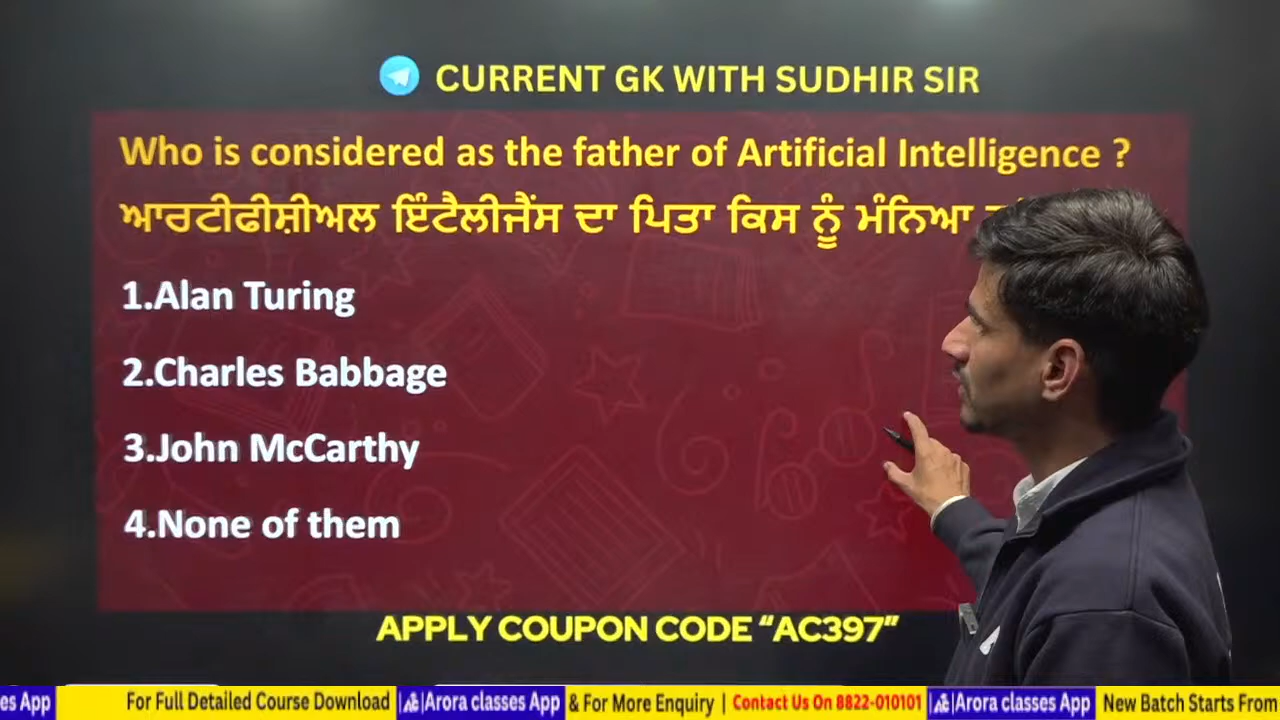 CURRENT GK WITH SUDHIR SIR
Who is considered as the father of Artificial Intelligence ?
ਆਰਟੀਫੀਸ਼ੀਅਲ ਇੰਟੈਲੀਜੈਂਸ ਦਾ ਪਿਤਾ ਕਿਸ ਨੂੰ ਮੰਨਿਆ
1.Alan Turing
2.Charles Babbage
3.John McCarthy
4.None of them
APPLY COUPON CODE “AC397”
es App For Full Detailed Course Download |Arora classes App & For More Enquiry | Contact Us On 8822-010101 |Arora classes App New Batch Starts From